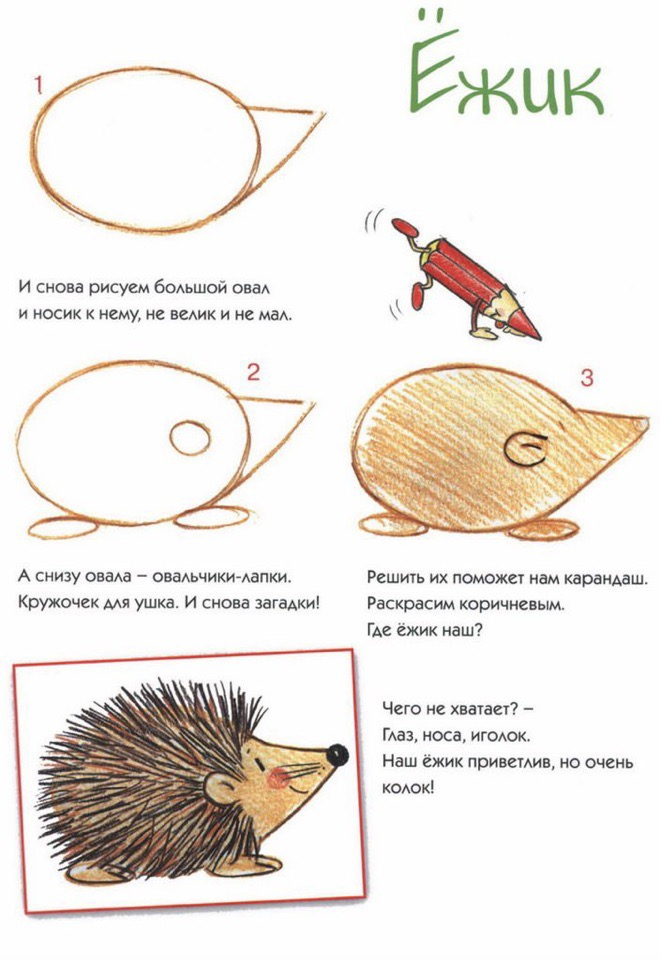 Ёжик
1
И снова рисуем большой овал
и носик к нему, не велик и не мал.
2
А снизу овала – овальчики-лапки.
Кружочек для ушка. И снова загадки!
3
Решить их поможет нам карандаш.
Раскрасим коричневым.
Где ёжик наш?
Чего не хватает? –
Глаз, носа, иголок.
Наш ёжик приветлив, но очень
колок!